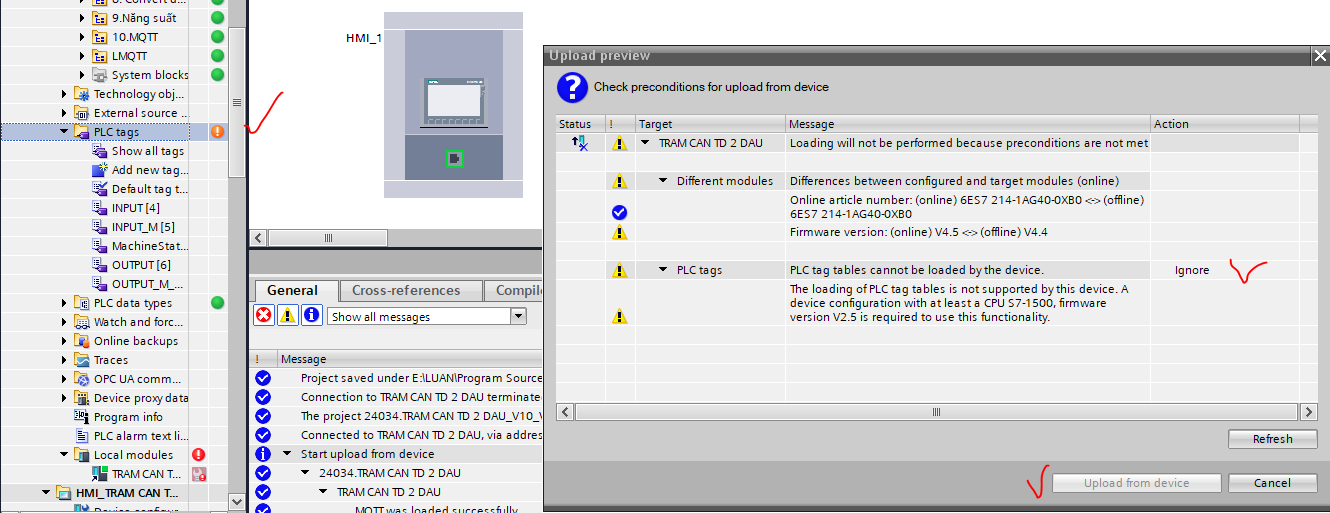 8. Convert d...
9.Năng suất
10.MQTT
LMQTT
System blocks
Technology obj...
External source ...
PLC tags
Show all tags
Add new tag...
Default tag t...
INPUT [4]
INPUT_M [5]
MachineStat...
OUTPUT [6]
OUTPUT_M_...
PLC data types
Watch and forc...
Online backups
Traces
OPC UA comm...
Device proxy data
Program info
PLC alarm text li...
Local modules
TRAM CAN T...
HMI_TRAM CAN T...
HMI_1
General
Cross-references
Compile
Show all messages
! Message
Project saved under E:\LUAN\Program Source
Connection to TRAM CAN TD 2 DAU terminate
The project 24034.TRAM CAN TD 2 DAU_V10_V
Connected to TRAM CAN TD 2 DAU, via addres
Start upload from device
24034.TRAM CAN TD 2 DAU
TRAM CAN TD 2 DAU
MQTT was loaded successfully
Upload preview
Check preconditions for upload from device
Status ! Target Message Action
TRAM CAN TD 2 DAU Loading will not be performed because preconditions are not met
Different modules Differences between configured and target modules (online)
Online article number: (online) 6ES7 214-1AG40-0XB0 <-> (offline)
6ES7 214-1AG40-0XB0
Firmware version: (online) V4.5 <-> (offline) V4.4
PLC tags PLC tag tables cannot be loaded by the device. Ignore
The loading of PLC tag tables is not supported by this device. A
device configuration with at least a CPU S7-1500, firmware
version V2.5 is required to use this functionality.
Refresh
Upload from device
Cancel